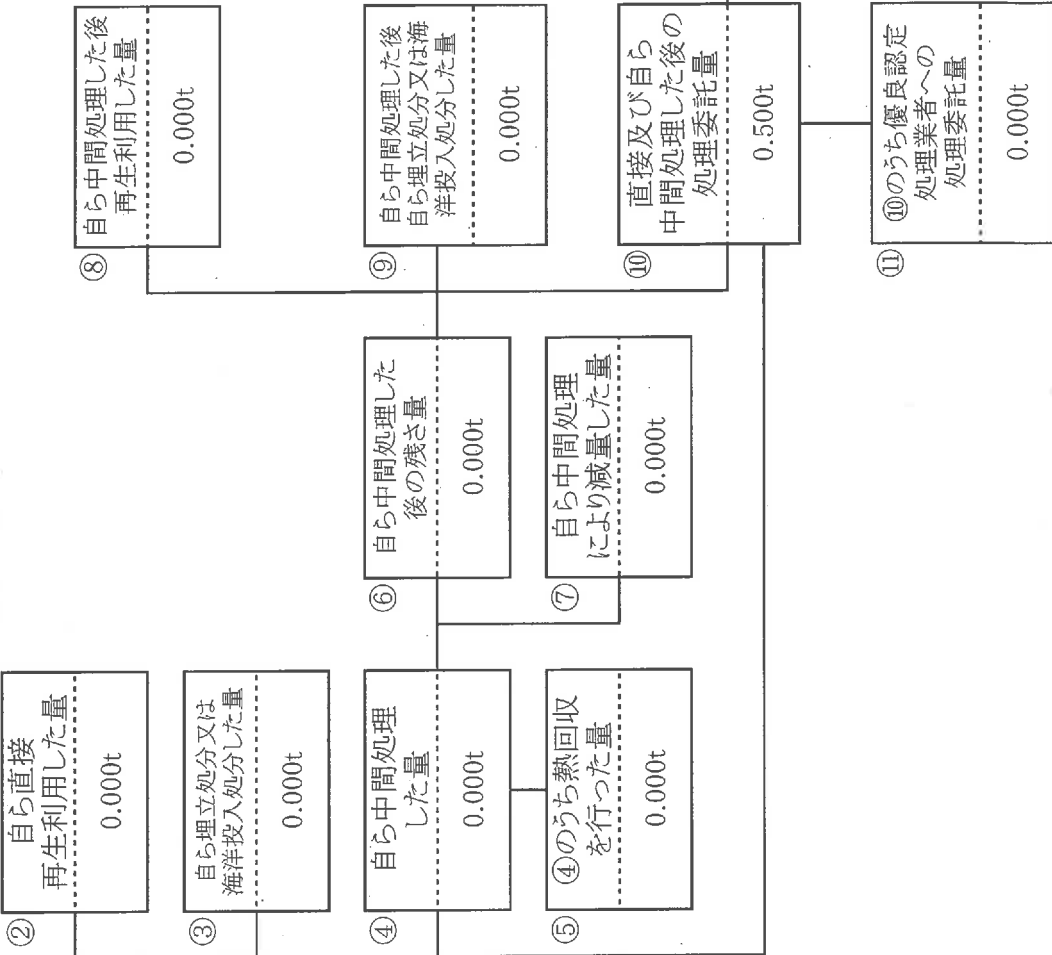 ②
自ら直接
再生利用した量
0.000t
③
自ら埋立処分又は
海洋投入処分した量
0.000t
④
自ら中間処理
した量
0.000t
⑤
④のうち熱回収
を行った量
0.000t
⑥
自ら中間処理した
後の残さ量
0.000t
⑦
自ら中間処理
により減量した量
0.000t
⑧
自ら中間処理した後
再生利用した量
0.000t
⑨
自ら中間処理した後
自ら埋立処分又は海
洋投入処分した量
0.000t
⑩
直接及び自ら
中間処理した後の
処理委託量
0.500t
⑪
⑩のうち優良認定
処理業者への
処理委託量
0.000t